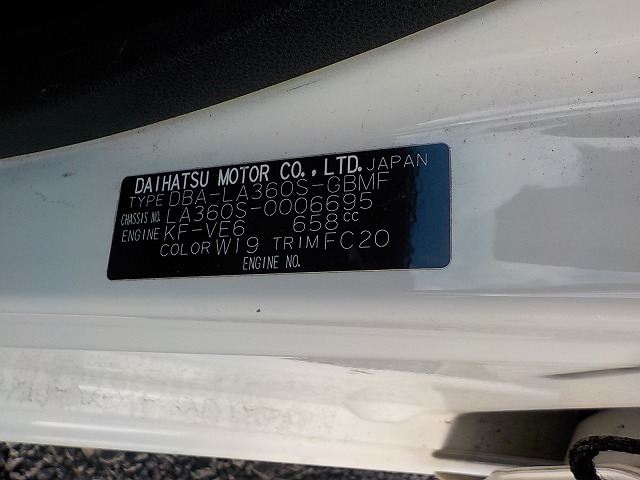 DAIHATSU MOTOR CO., LTD. JAPAN
TYPE DBA-LA360S-GBMF
CHASSIS NO. LA360S-0006695
ENGINE KF-VE6 658cc
COLOR W19 TRIM FC20
ENGINE NO.